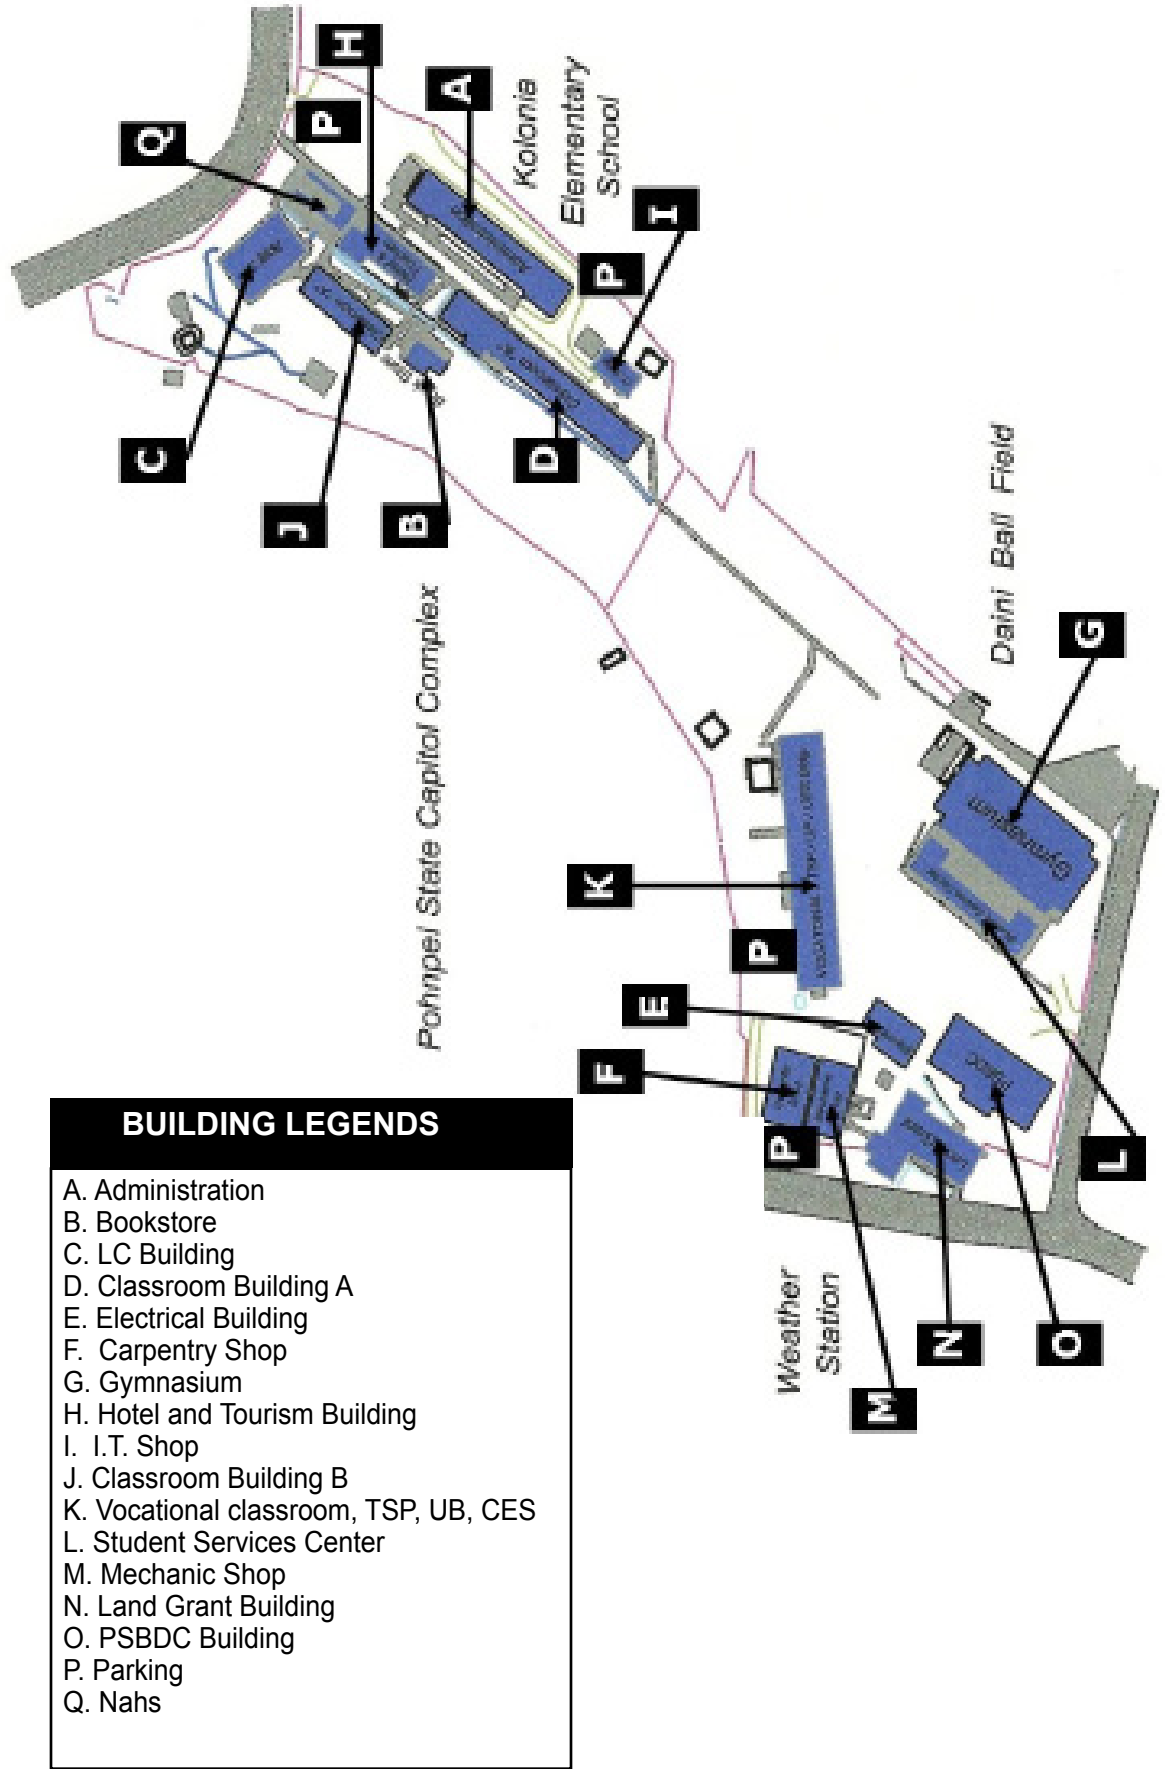 H
A
Q
P
Kolonia
Elementary
School
I
P
C
D
J
B
Daini Ball Field
G
Pohnpei State Capitol Complex
K
P
E
F
Gymnasium
L
P
Weather
Station
N
O
M
BUILDING LEGENDS
A. Administration
B. Bookstore
C. LC Building
D. Classroom Building A
E. Electrical Building
F. Carpentry Shop
G. Gymnasium
H. Hotel and Tourism Building
I. I.T. Shop
J. Classroom Building B
K. Vocational classroom, TSP, UB, CES
L. Student Services Center
M. Mechanic Shop
N. Land Grant Building
O. PSBDC Building
P. Parking
Q. Nahs